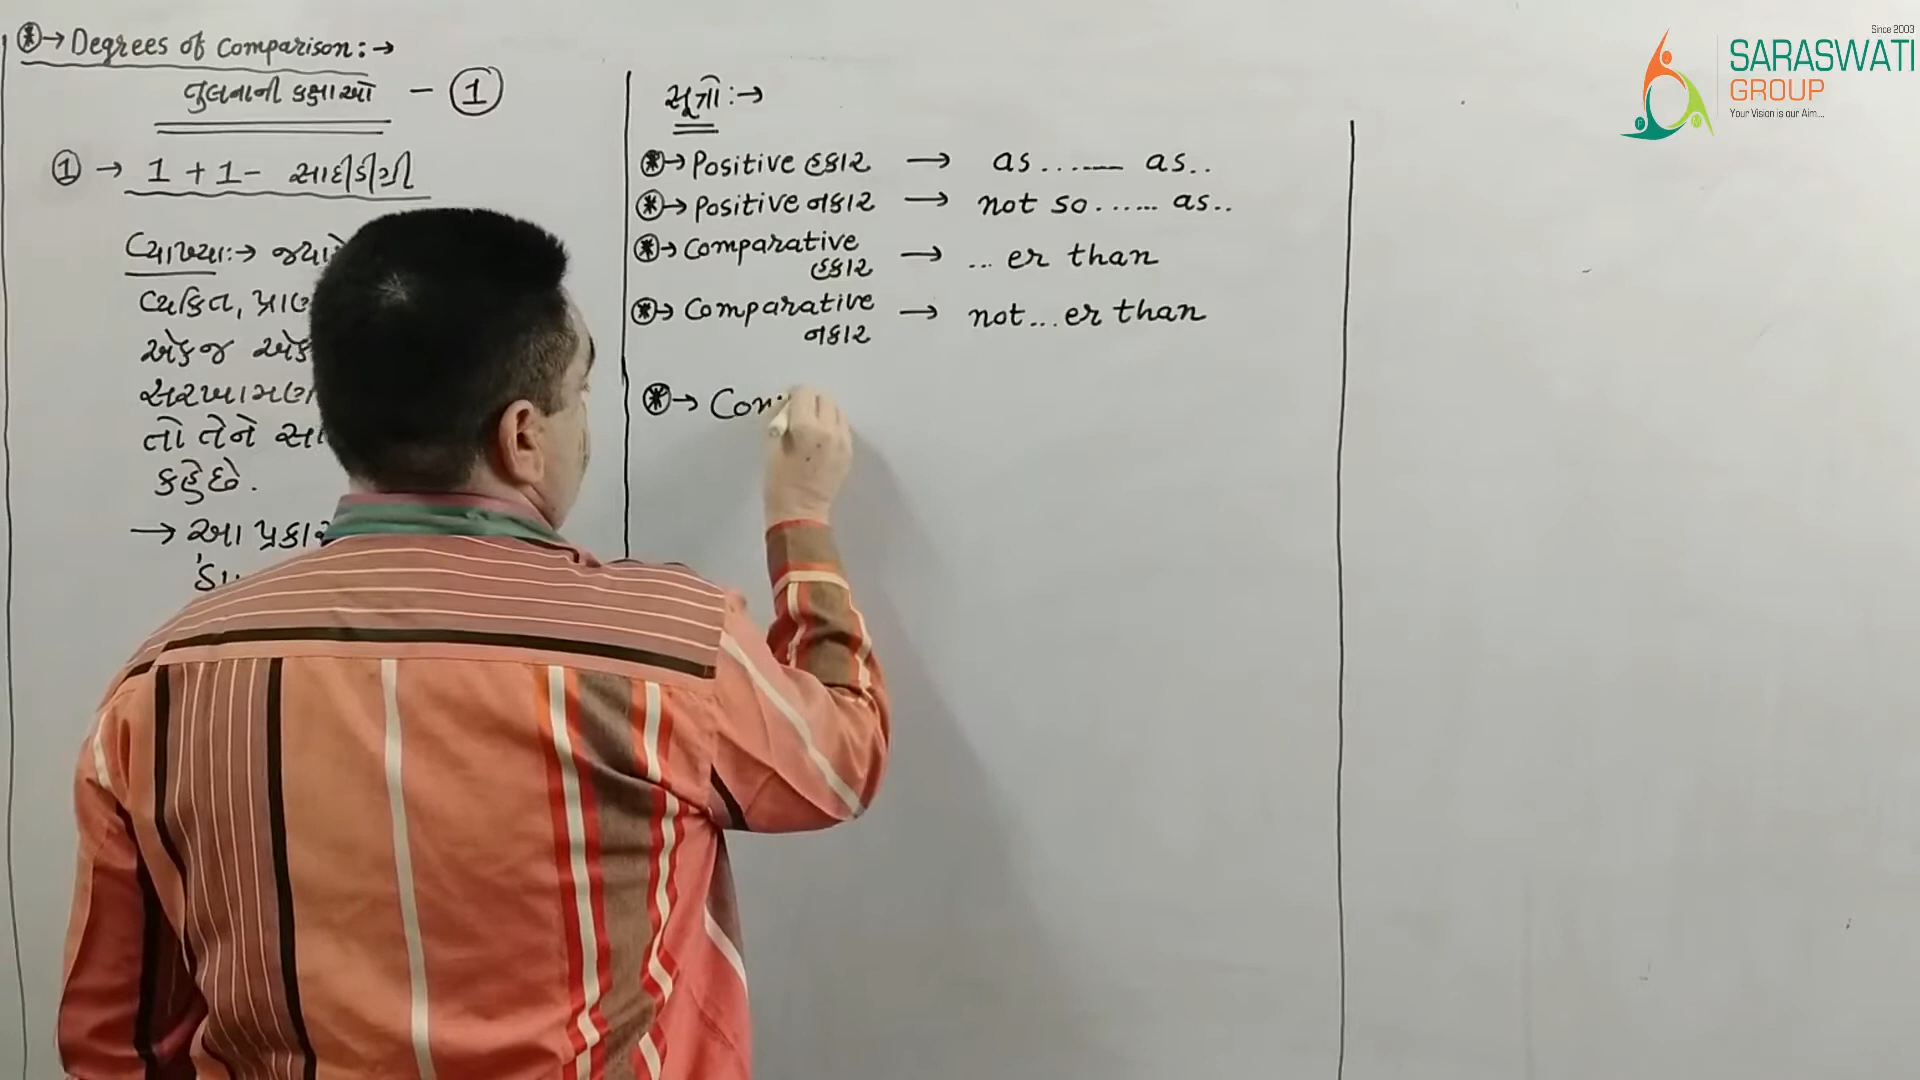 ⊛→ Degrees of Comparison:→
તુલનાની કક્ષાઓ – ①
① → 1 + 1 – સાદી ડીગ્રી
વ્યાખ્યા:→ જ્યારે
વ્યકિત, પ્રાણ
એકજ એક
સરખામણ
તો તેને સા
કહે છે.
→ આ પ્રકાર
સૂત્રો:→
⊛→ Positive હકાર → as ...... as..
⊛→ Positive નકાર → not so ...... as..
⊛→ Comparative હકાર → ... er than
⊛→ Comparative નકાર → not...er than
⊛→ Com
Since 2003
SARASWATI
GROUP
Your Vision is our Aim....